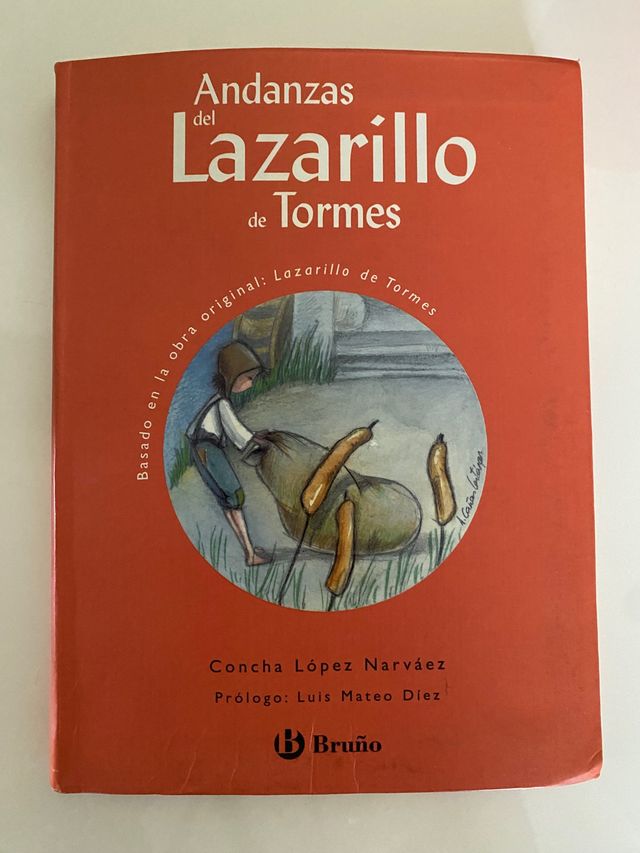 Andanzas
del
Lazarillo
de Tormes
Basado en la obra original: Lazarillo de Tormes
Concha López Narváez
Prólogo: Luis Mateo Díez
B Bruño